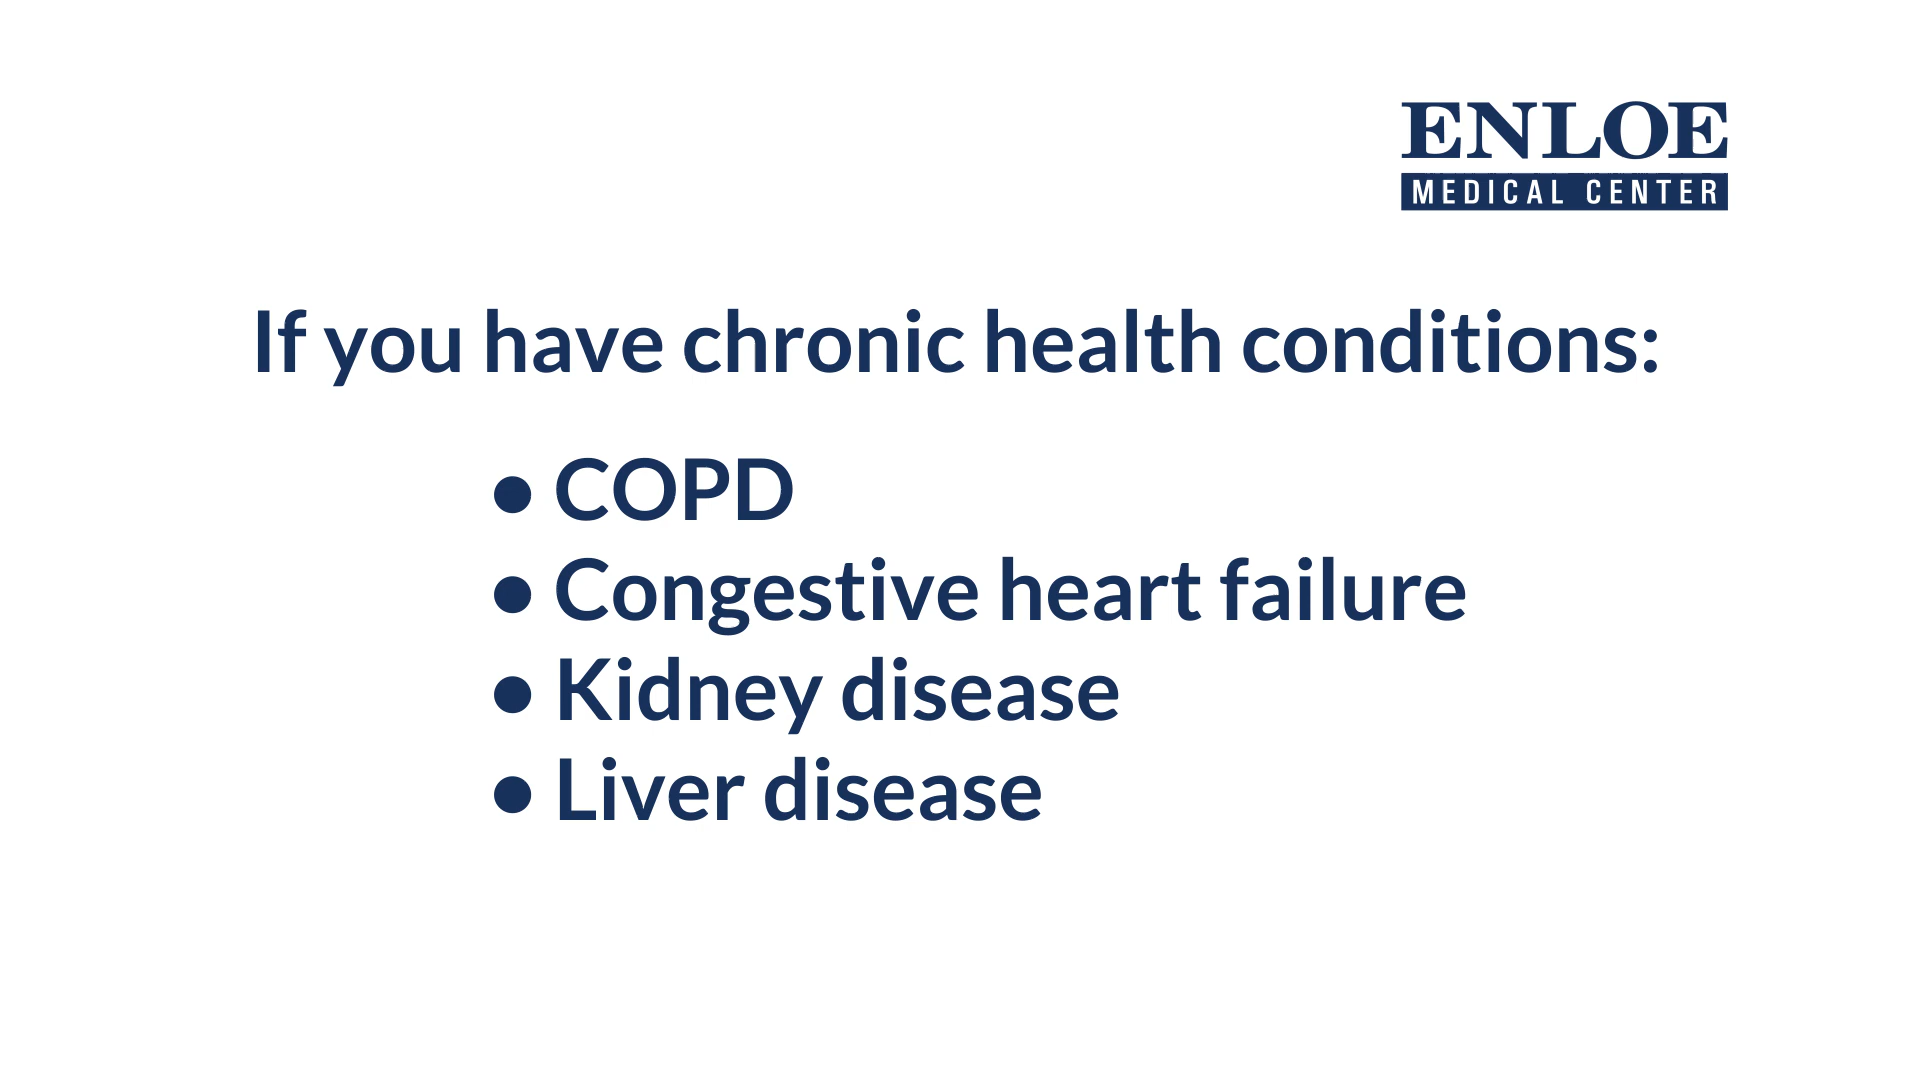 ENLOE
MEDICAL CENTER
If you have chronic health conditions:
• COPD
• Congestive heart failure
• Kidney disease
• Liver disease